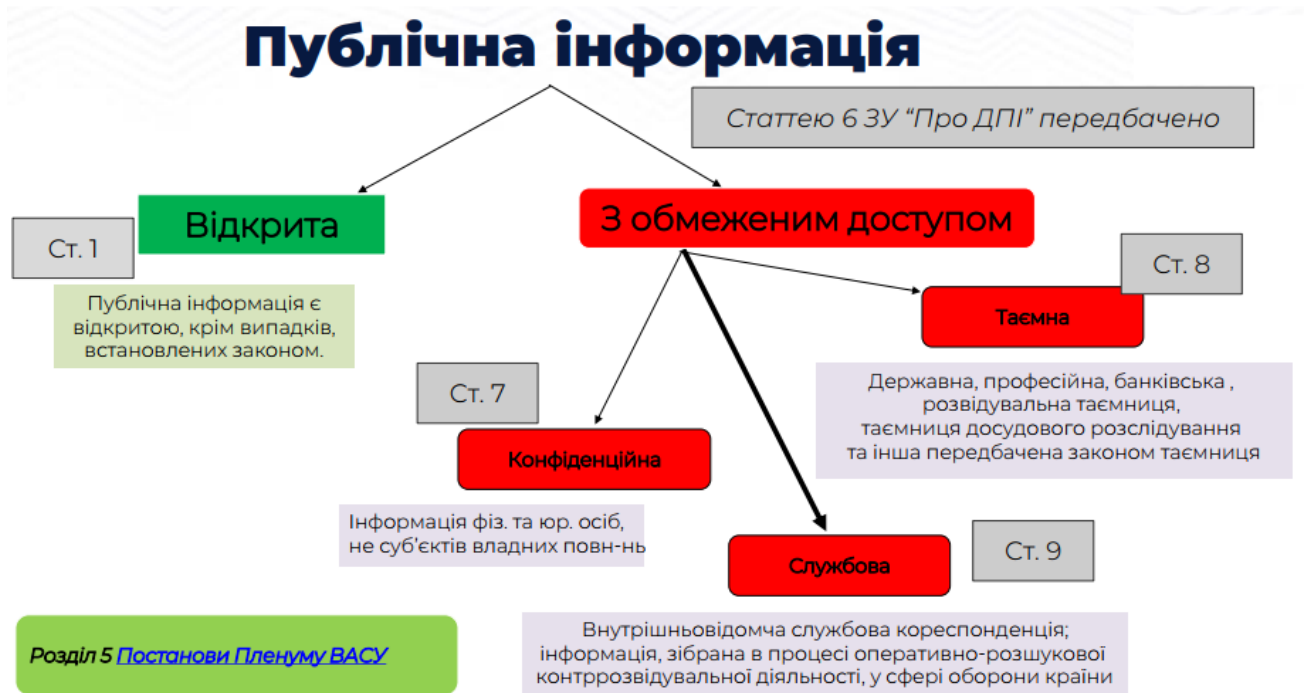 Публічна інформація
Статтею 6 ЗУ “Про ДПІ” передбачено
Відкрита
З обмеженим доступом
Ст. 1
Публічна інформація є
відкритою, крім випадків,
встановлених законом.
Ст. 8
Таємна
Державна, професійна, банківська ,
розвідувальна таємниця,
таємниця досудового розслідування
та інша передбачена законом таємниця
Ст. 7
Конфіденційна
Інформація фіз. та юр. осіб,
не суб’єктів владних повн-нь
Ст. 9
Службова
Внутрішньовідомча службова кореспонденція;
інформація, зібрана в процесі оперативно-розшукової
контррозвідувальної діяльності, у сфері оборони країни
Розділ 5 Постанови Пленуму ВАСУ